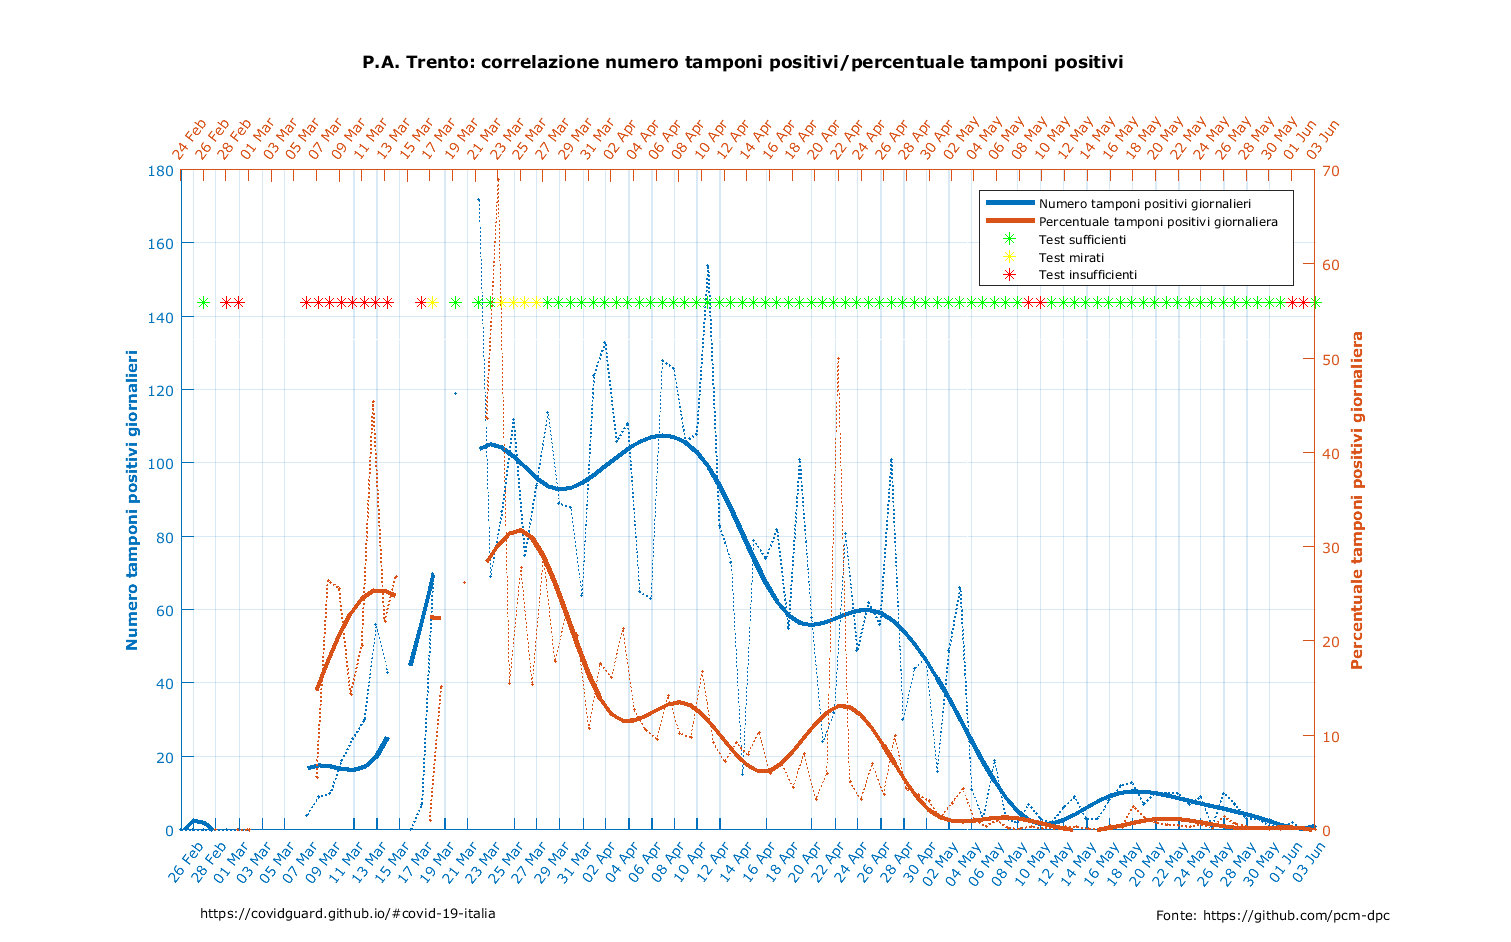 P.A. Trento: correlazione numero tamponi positivi/percentuale tamponi positivi
24 Feb 26 Feb 28 Feb 01 Mar 03 Mar 05 Mar 07 Mar 09 Mar 11 Mar 13 Mar 15 Mar 17 Mar 19 Mar 21 Mar 23 Mar 25 Mar 27 Mar 29 Mar 31 Mar 02 Apr 04 Apr 06 Apr 08 Apr 10 Apr 12 Apr 14 Apr 16 Apr 18 Apr 20 Apr 22 Apr 24 Apr 26 Apr 28 Apr 30 Apr 02 May 04 May 06 May 08 May 10 May 12 May 14 May 16 May 18 May 20 May 22 May 24 May 26 May 28 May 30 May 01 Jun 03 Jun
180
160
140
120
100
80
60
40
20
0
Numero tamponi positivi giornalieri
Numero tamponi positivi giornalieri
Percentuale tamponi positivi giornaliera
Test sufficienti
Test mirati
Test insufficienti
70
60
50
40
30
20
10
0
Percentuale tamponi positivi giornaliera
26 Feb 28 Feb 01 Mar 03 Mar 05 Mar 07 Mar 09 Mar 11 Mar 13 Mar 15 Mar 17 Mar 19 Mar 21 Mar 23 Mar 25 Mar 27 Mar 29 Mar 31 Mar 02 Apr 04 Apr 06 Apr 08 Apr 10 Apr 12 Apr 14 Apr 16 Apr 18 Apr 20 Apr 22 Apr 24 Apr 26 Apr 28 Apr 30 Apr 02 May 04 May 06 May 08 May 10 May 12 May 14 May 16 May 18 May 20 May 22 May 24 May 26 May 28 May 30 May 01 Jun 03 Jun
https://covidguard.github.io/#covid-19-italia
Fonte: https://github.com/pcm-dpc